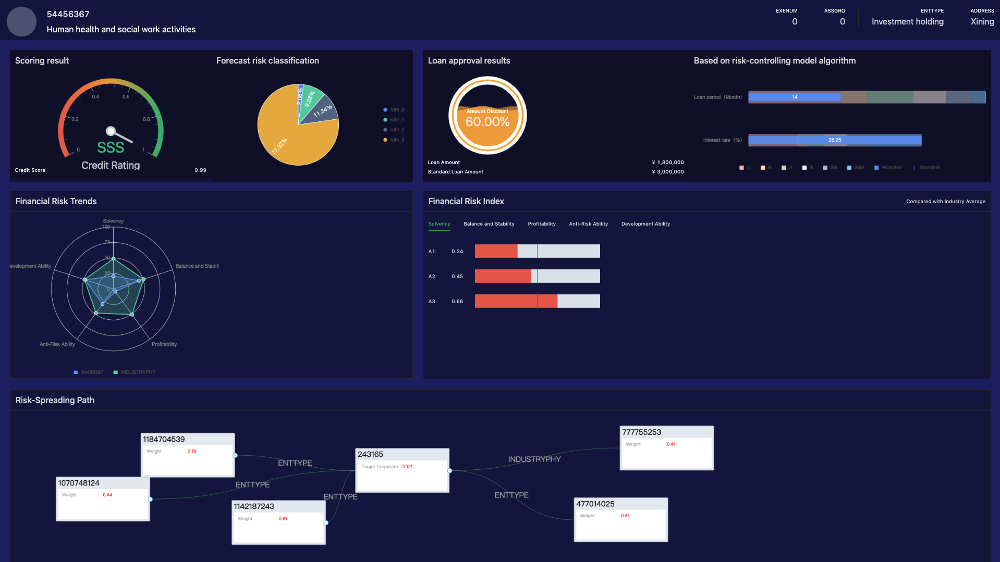 54456367
Human health and social work activities
EXENUM
0
ASSGRO
0
ENTTYPE
Investment holding
ADDRESS
Xining
Scoring result
0
0.2
0.4
0.6
0.8
1
SSS
Credit Rating
Credit Score
0.99
Forecast risk classification
2.06%
9.28%
11.34%
77.32%
rate_0
rate_1
rate_2
rate_3
Loan approval results
Amount Discount
60.00%
Loan Amount
¥ 1,800,000
Standard Loan Amount
¥ 3,000,000
Based on risk-controlling model algorithm
Loan period (Month)
14
Interest rate (%)
26.25
C
B
A
S
SS
SSS
Provided
Standard
Financial Risk Trends
Solvency
100
75
50
25
0
evelopment Ability
Balance and Stabili
Anti-Risk Ability
Profitability
54456367
INDUSTRYPHY
Financial Risk Index
Compared with Industry Average
Solvency
Balance and Stability
Profitability
Anti-Risk Ability
Development Ability
A1: 0.34
A2: 0.45
A3: 0.66
Risk-Spreading Path
1184704539
Weight 0.18
1070748124
Weight 0.44
1142187243
Weight 0.61
ENTTYPE
ENTTYPE
ENTTYPE
243165
Target Corporate 0.121
INDUSTRYPHY
ENTTYPE
777755253
Weight 0.41
477014025
Weight 0.61